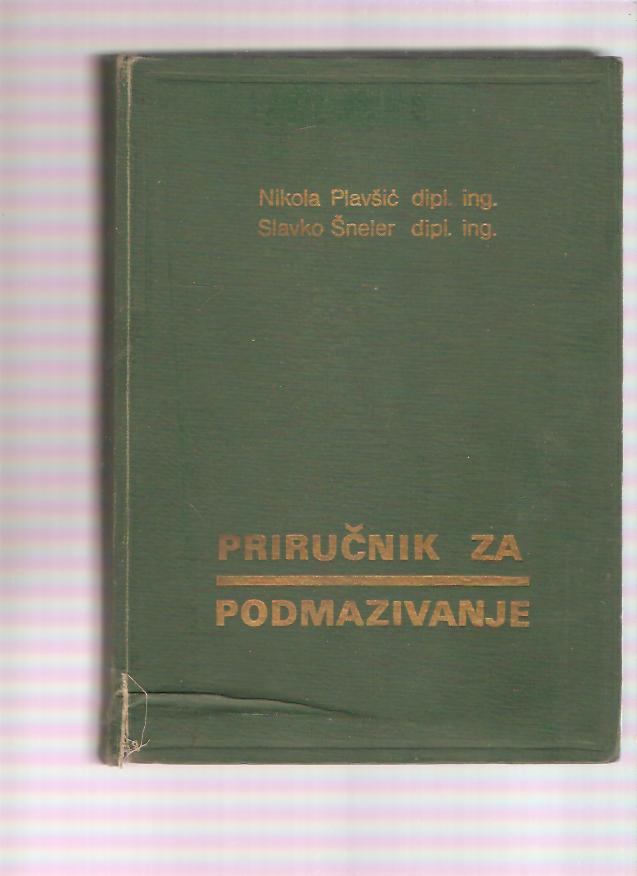 Nikola Plavšić dipl. ing.
Slavko Šneler dipl. ing.
PRIRUČNIK ZA
PODMAZIVANJE